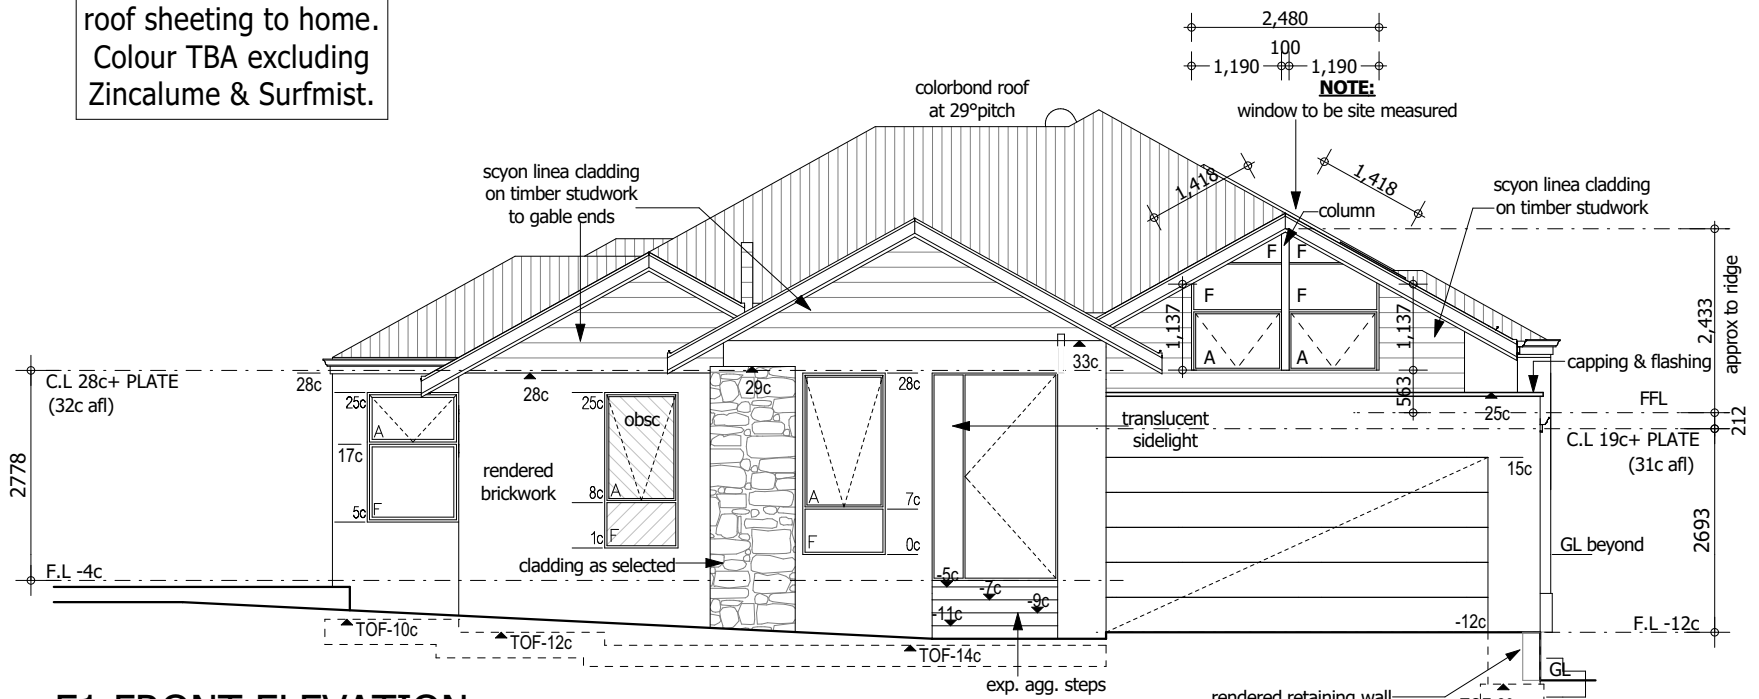 roof sheeting to home.
Colour TBA excluding
Zincalume & Surfmist.
2,480
100
1,190
1,190
NOTE:
window to be site measured
colorbond roof
at 29°pitch
scyon linea cladding
on timber studwork
to gable ends
1,418
1,418
column
scyon linea cladding
on timber studwork
F
F
F
F
A
A
1,137
1,137
563
2,433
approx to ridge
capping & flashing
FFL
212
C.L 19c+ PLATE
(31c afl)
C.L 28c+ PLATE
(32c afl)
28c
28c
29c
28c
33c
25c
25c
25c
A
17c
5c
F
2778
F.L -4c
rendered
brickwork
obsc
8c
A
1c
F
cladding as selected
A
F
7c
0c
translucent
sidelight
15c
2693
GL beyond
-5c
-7c
-9c
-11c
-12c
F.L -12c
TOF-10c
TOF-12c
TOF-14c
exp. agg. steps
rendered retaining wall
GL
E1 FRONT ELEVATION